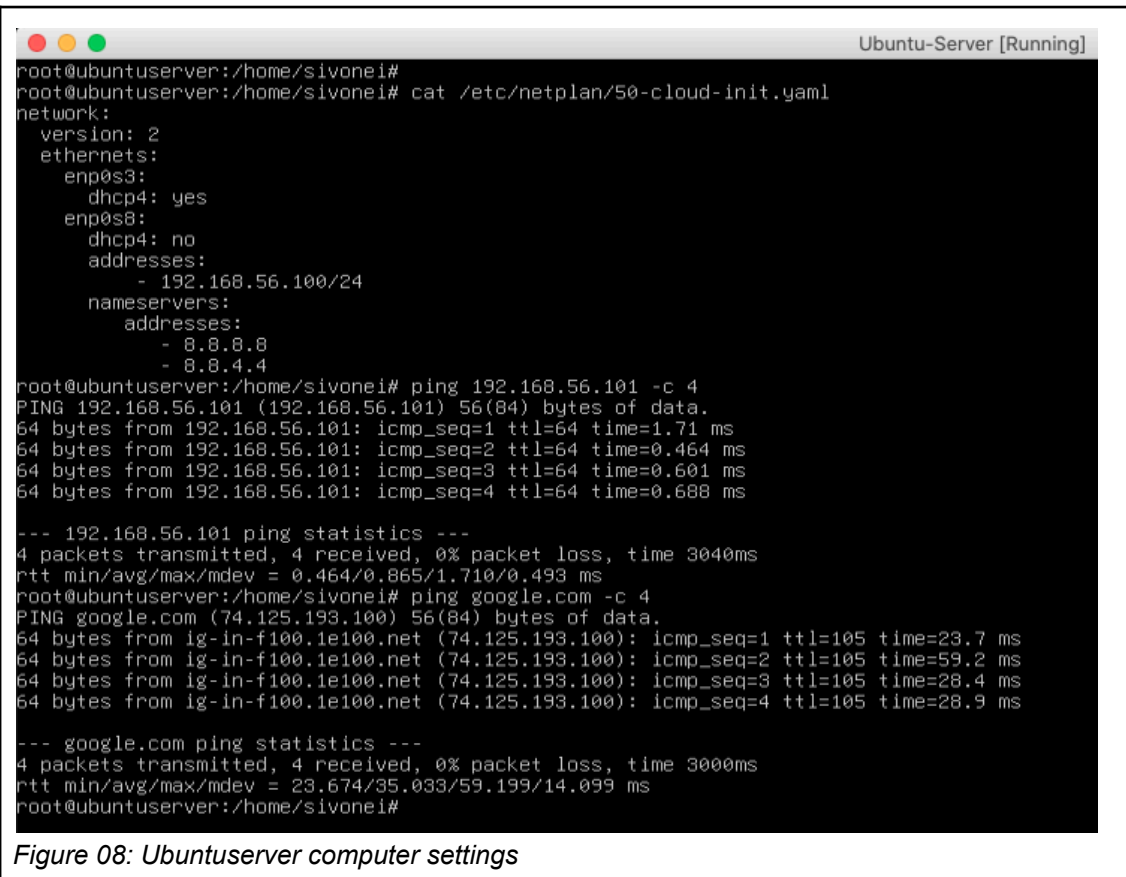 Ubuntu-Server [Running]
root@ubuntuserver:/home/sivonei#
root@ubuntuserver:/home/sivonei# cat /etc/netplan/50-cloud-init.yaml
network:
  version: 2
  ethernets:
    enp0s3:
      dhcp4: yes
    enp0s8:
      dhcp4: no
      addresses:
          - 192.168.56.100/24
      nameservers:
         addresses:
            - 8.8.8.8
            - 8.8.4.4
root@ubuntuserver:/home/sivonei# ping 192.168.56.101 -c 4
PING 192.168.56.101 (192.168.56.101) 56(84) bytes of data.
64 bytes from 192.168.56.101: icmp_seq=1 ttl=64 time=1.71 ms
64 bytes from 192.168.56.101: icmp_seq=2 ttl=64 time=0.464 ms
64 bytes from 192.168.56.101: icmp_seq=3 ttl=64 time=0.601 ms
64 bytes from 192.168.56.101: icmp_seq=4 ttl=64 time=0.688 ms

--- 192.168.56.101 ping statistics ---
4 packets transmitted, 4 received, 0% packet loss, time 3040ms
rtt min/avg/max/mdev = 0.464/0.865/1.710/0.493 ms
root@ubuntuserver:/home/sivonei# ping google.com -c 4
PING google.com (74.125.193.100) 56(84) bytes of data.
64 bytes from ig-in-f100.1e100.net (74.125.193.100): icmp_seq=1 ttl=105 time=23.7 ms
64 bytes from ig-in-f100.1e100.net (74.125.193.100): icmp_seq=2 ttl=105 time=59.2 ms
64 bytes from ig-in-f100.1e100.net (74.125.193.100): icmp_seq=3 ttl=105 time=28.4 ms
64 bytes from ig-in-f100.1e100.net (74.125.193.100): icmp_seq=4 ttl=105 time=28.9 ms

--- google.com ping statistics ---
4 packets transmitted, 4 received, 0% packet loss, time 3000ms
rtt min/avg/max/mdev = 23.674/35.033/59.199/14.099 ms
root@ubuntuserver:/home/sivonei#
Figure 08: Ubuntuserver computer settings